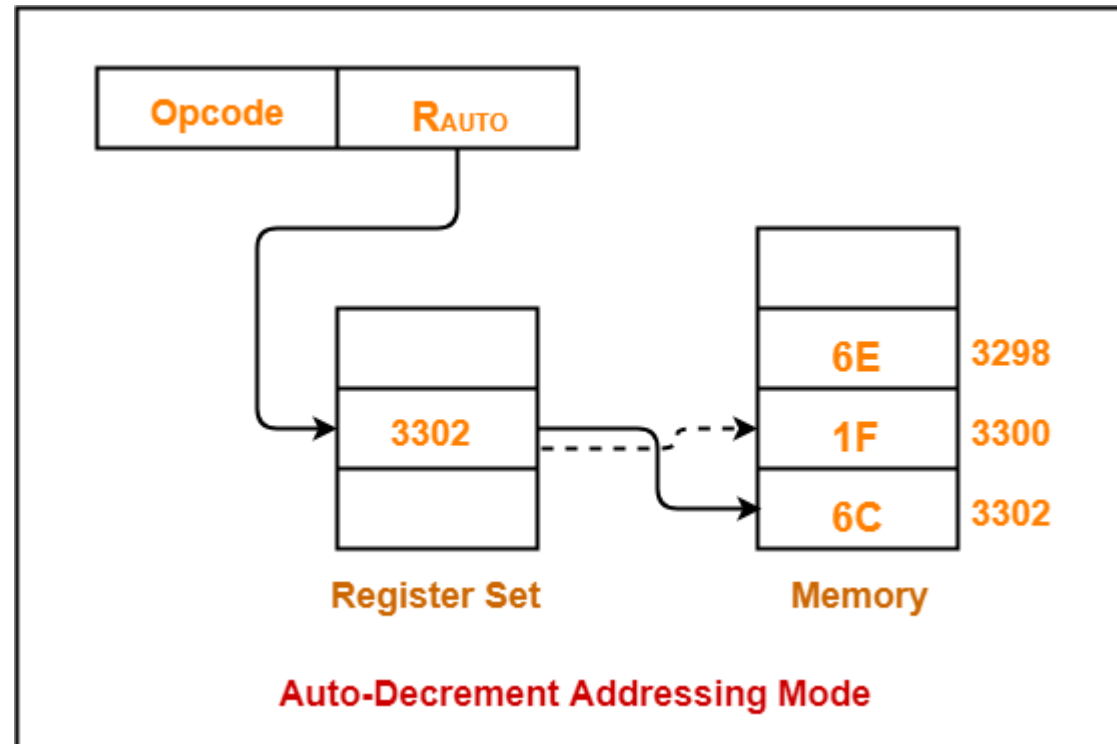 Opcode RAUTO
6E 3298
3302 1F 3300
6C 3302
Register Set Memory
Auto-Decrement Addressing Mode